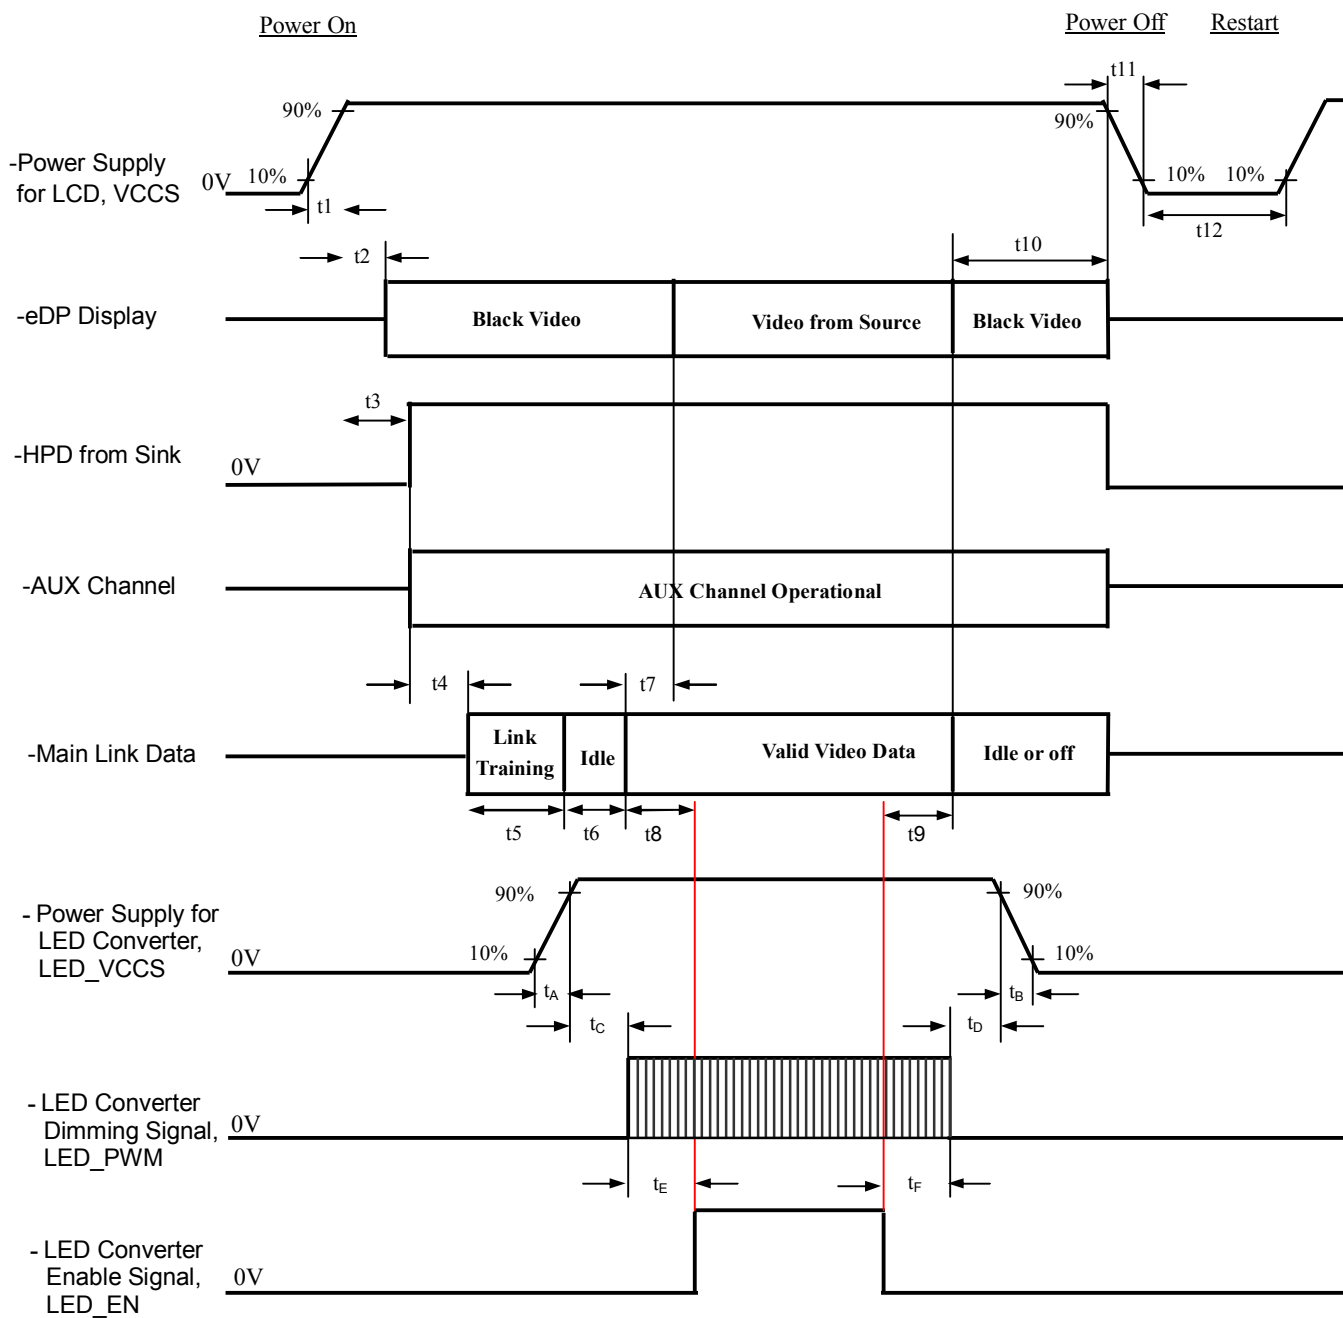 Power On
Power Off
Restart
t11
90%
90%
-Power Supply
for LCD, VCCS
0V
10%
10%
10%
t1
t12
t2
t10
-eDP Display
Black Video
Video from Source
Black Video
t3
-HPD from Sink
0V
-AUX Channel
AUX Channel Operational
t4
t7
-Main Link Data
Link
Training
Idle
Valid Video Data
Idle or off
t5
t6
t8
t9
90%
90%
- Power Supply for
LED Converter,
LED_VCCS
0V
10%
10%
tA
tB
tC
tD
- LED Converter
Dimming Signal,
LED_PWM
0V
tE
tF
- LED Converter
Enable Signal,
LED_EN
0V